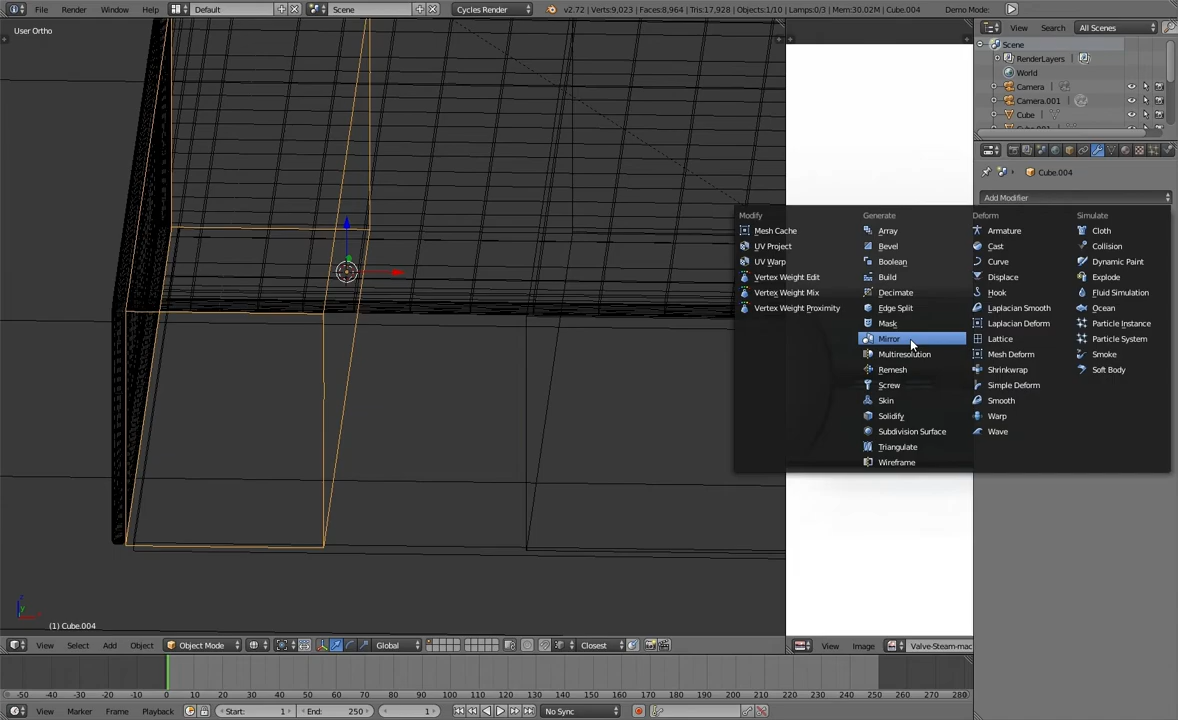 File Render Window Help Default Scene Cycles Render v2.72 | Verts:9,023 | Faces:8,964 | Tris:17,928 | Objects:1/10 | Lamps:0/3 | Mem:30.02M | Cube.004 Demo Mode:
User Ortho
View Search All Scenes
Scene
RenderLayers
World
Camera
Camera.001
Cube
Cube.004
Add Modifier
Modify Generate Deform Simulate
Mesh Cache Array Armature Cloth
UV Project Bevel Cast Collision
UV Warp Boolean Curve Dynamic Paint
Vertex Weight Edit Build Displace Explode
Vertex Weight Mix Decimate Hook Fluid Simulation
Vertex Weight Proximity Edge Split Laplacian Smooth Ocean
Mask Laplacian Deform Particle Instance
Mirror Lattice Particle System
Multiresolution Mesh Deform Smoke
Remesh Shrinkwrap Soft Body
Screw Simple Deform
Skin Smooth
Solidify Warp
Subdivision Surface Wave
Triangulate
Wireframe
z
y
(1) Cube.004
View Select Add Object Object Mode Global Closest View Image Valve-Steam-mac
-50 -40 -30 -20 -10 0 10 20 30 40 50 60 70 80 90 100 110 120 130 140 150 160 170 180 190 200 210 220 230 240 250 260 270 280
View Marker Frame Playback Start: 1 End: 250 1 No Sync